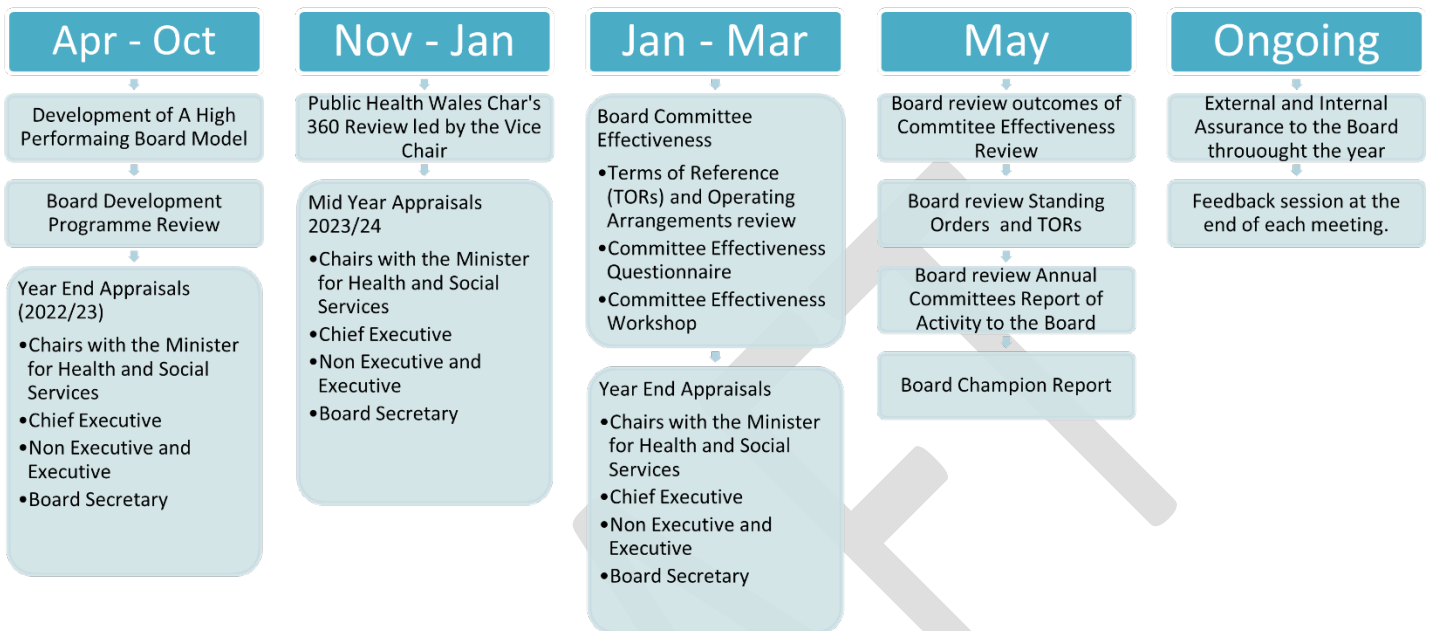 Apr - Oct
Development of A High
Performaing Board Model
Board Development
Programme Review
Year End Appraisals
(2022/23)
•Chairs with the Minister
for Health and Social
Services
•Chief Executive
•Non Executive and
Executive
•Board Secretary
Nov - Jan
Public Health Wales Char's
360 Review led by the Vice
Chair
Mid Year Appraisals
2023/24
•Chairs with the Minister
for Health and Social
Services
•Chief Executive
•Non Executive and
Executive
•Board Secretary
Jan - Mar
Board Committee
Effectiveness
•Terms of Reference
(TORs) and Operating
Arrangements review
•Committee Effectiveness
Questionnaire
•Committee Effectiveness
Workshop
Year End Appraisals
•Chairs with the Minister
for Health and Social
Services
•Chief Executive
•Non Executive and
Executive
•Board Secretary
May
Board review outcomes of
Commtitee Effectiveness
Review
Board review Standing
Orders and TORs
Board review Annual
Committees Report of
Activity to the Board
Board Champion Report
Ongoing
External and Internal
Assurance to the Board
throuought the year
Feedback session at the
end of each meeting.